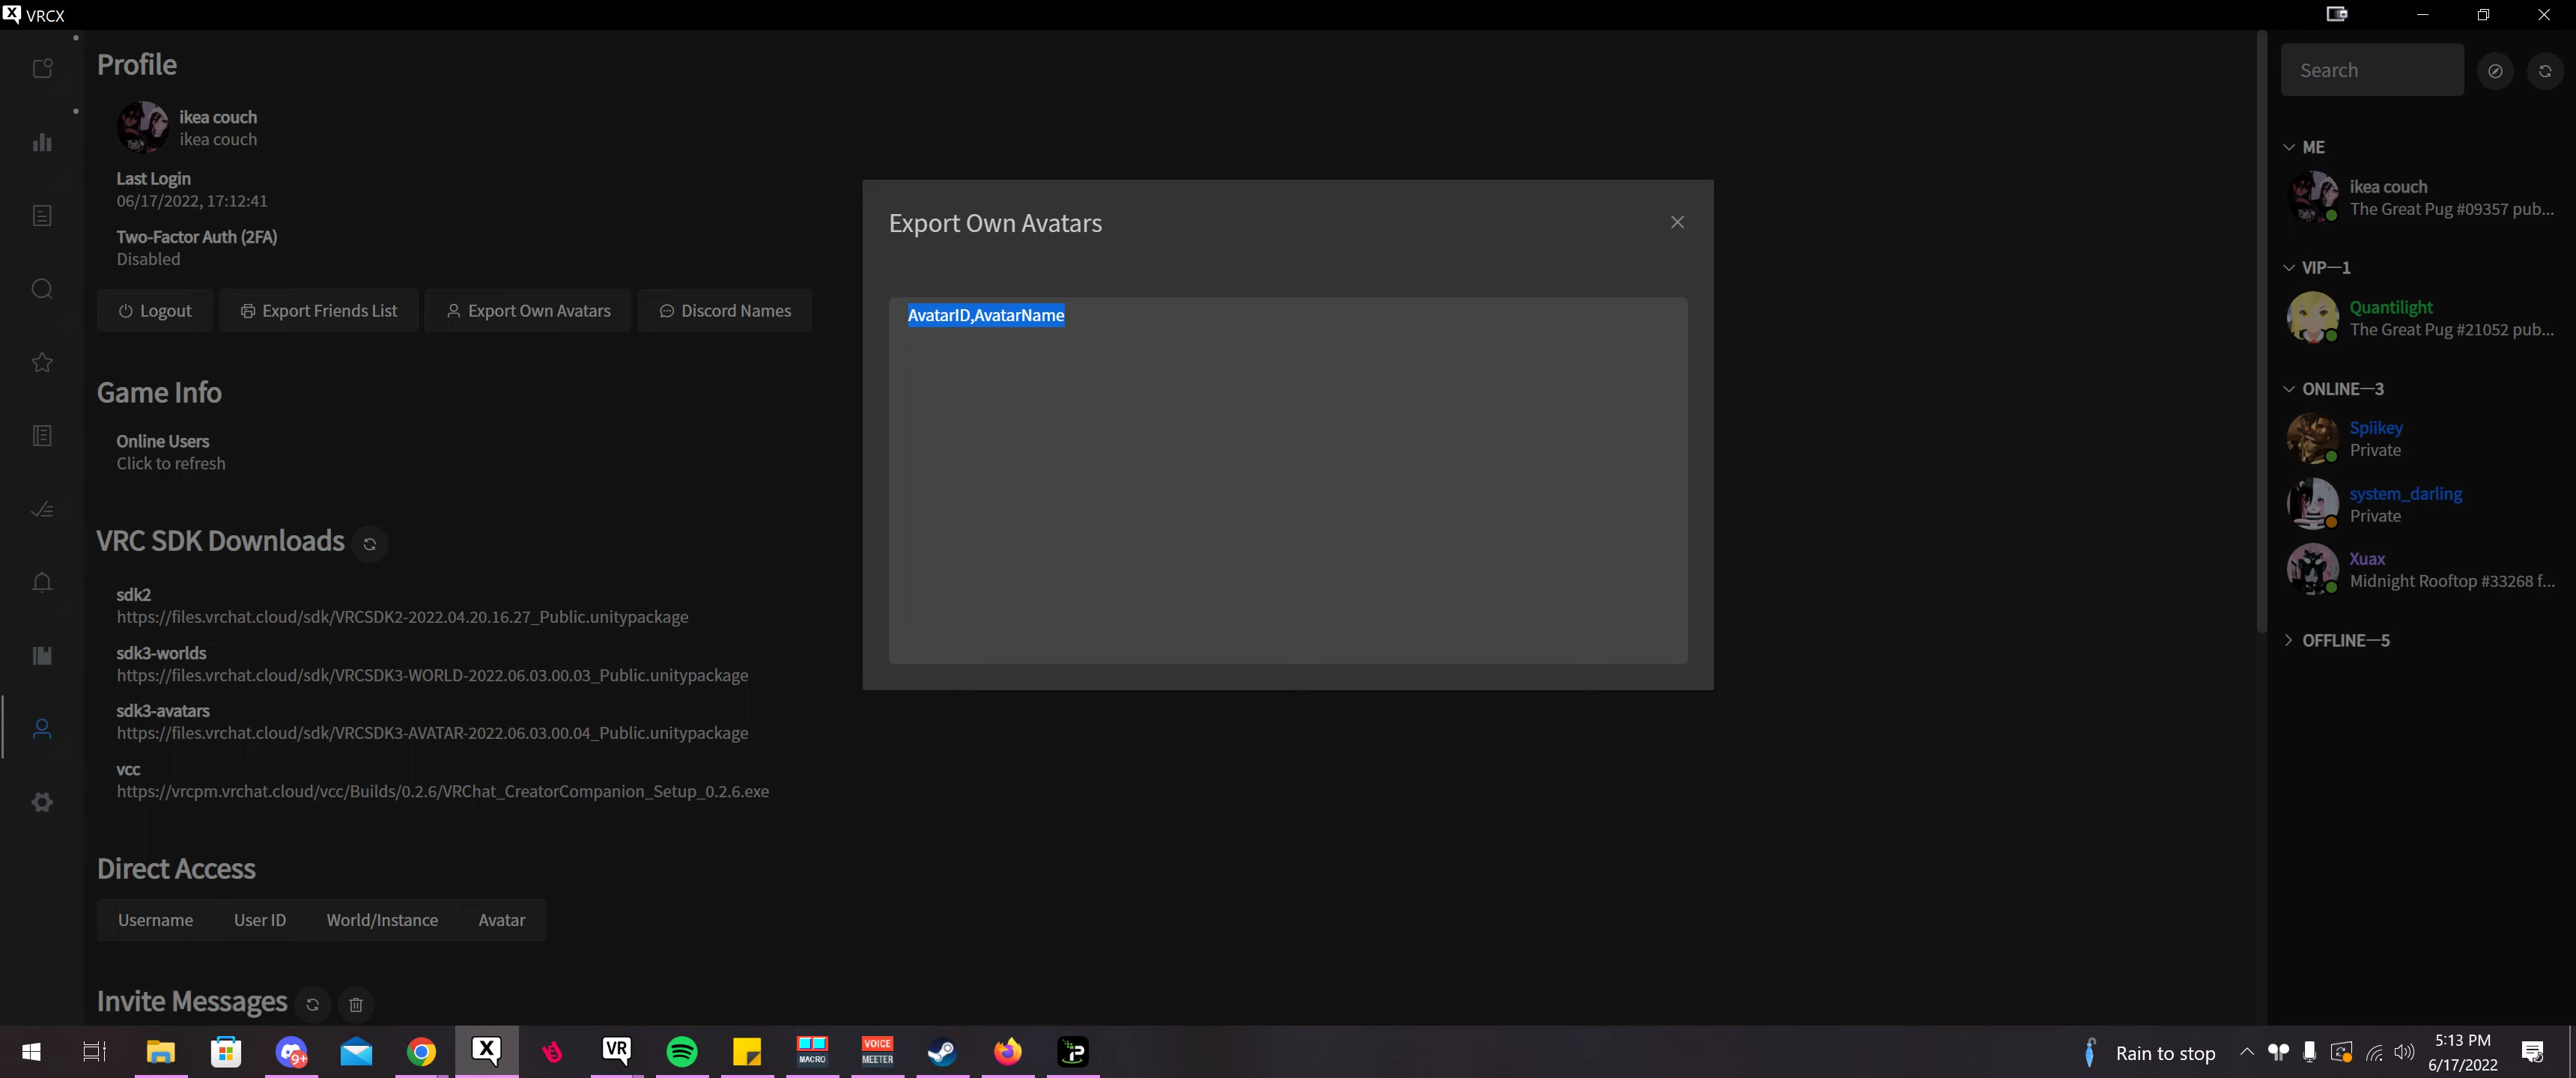 VRCX
Profile
ikea couch
ikea couch
Last Login
06/17/2022, 17:12:41
Two-Factor Auth (2FA)
Disabled
Logout
Export Friends List
Export Own Avatars
Discord Names
Game Info
Online Users
Click to refresh
VRC SDK Downloads
sdk2
https://files.vrchat.cloud/sdk/VRCSDK2-2022.04.20.16.27_Public.unitypackage
sdk3-worlds
https://files.vrchat.cloud/sdk/VRCSDK3-WORLD-2022.06.03.00.03_Public.unitypackage
sdk3-avatars
https://files.vrchat.cloud/sdk/VRCSDK3-AVATAR-2022.06.03.00.04_Public.unitypackage
vcc
https://vrcpm.vrchat.cloud/vcc/Builds/0.2.6/VRChat_CreatorCompanion_Setup_0.2.6.exe
Direct Access
Username
User ID
World/Instance
Avatar
Invite Messages
Export Own Avatars
AvatarID,AvatarName
Search
ME
ikea couch
The Great Pug #09357 pub...
VIP—1
Quantilight
The Great Pug #21052 pub...
ONLINE—3
Spiikey
Private
system_darling
Private
Xuax
Midnight Rooftop #33268 f...
OFFLINE—5
9+
X
VR
MACRO
VOICE
MEETER
Rain to stop
5:13 PM
6/17/2022